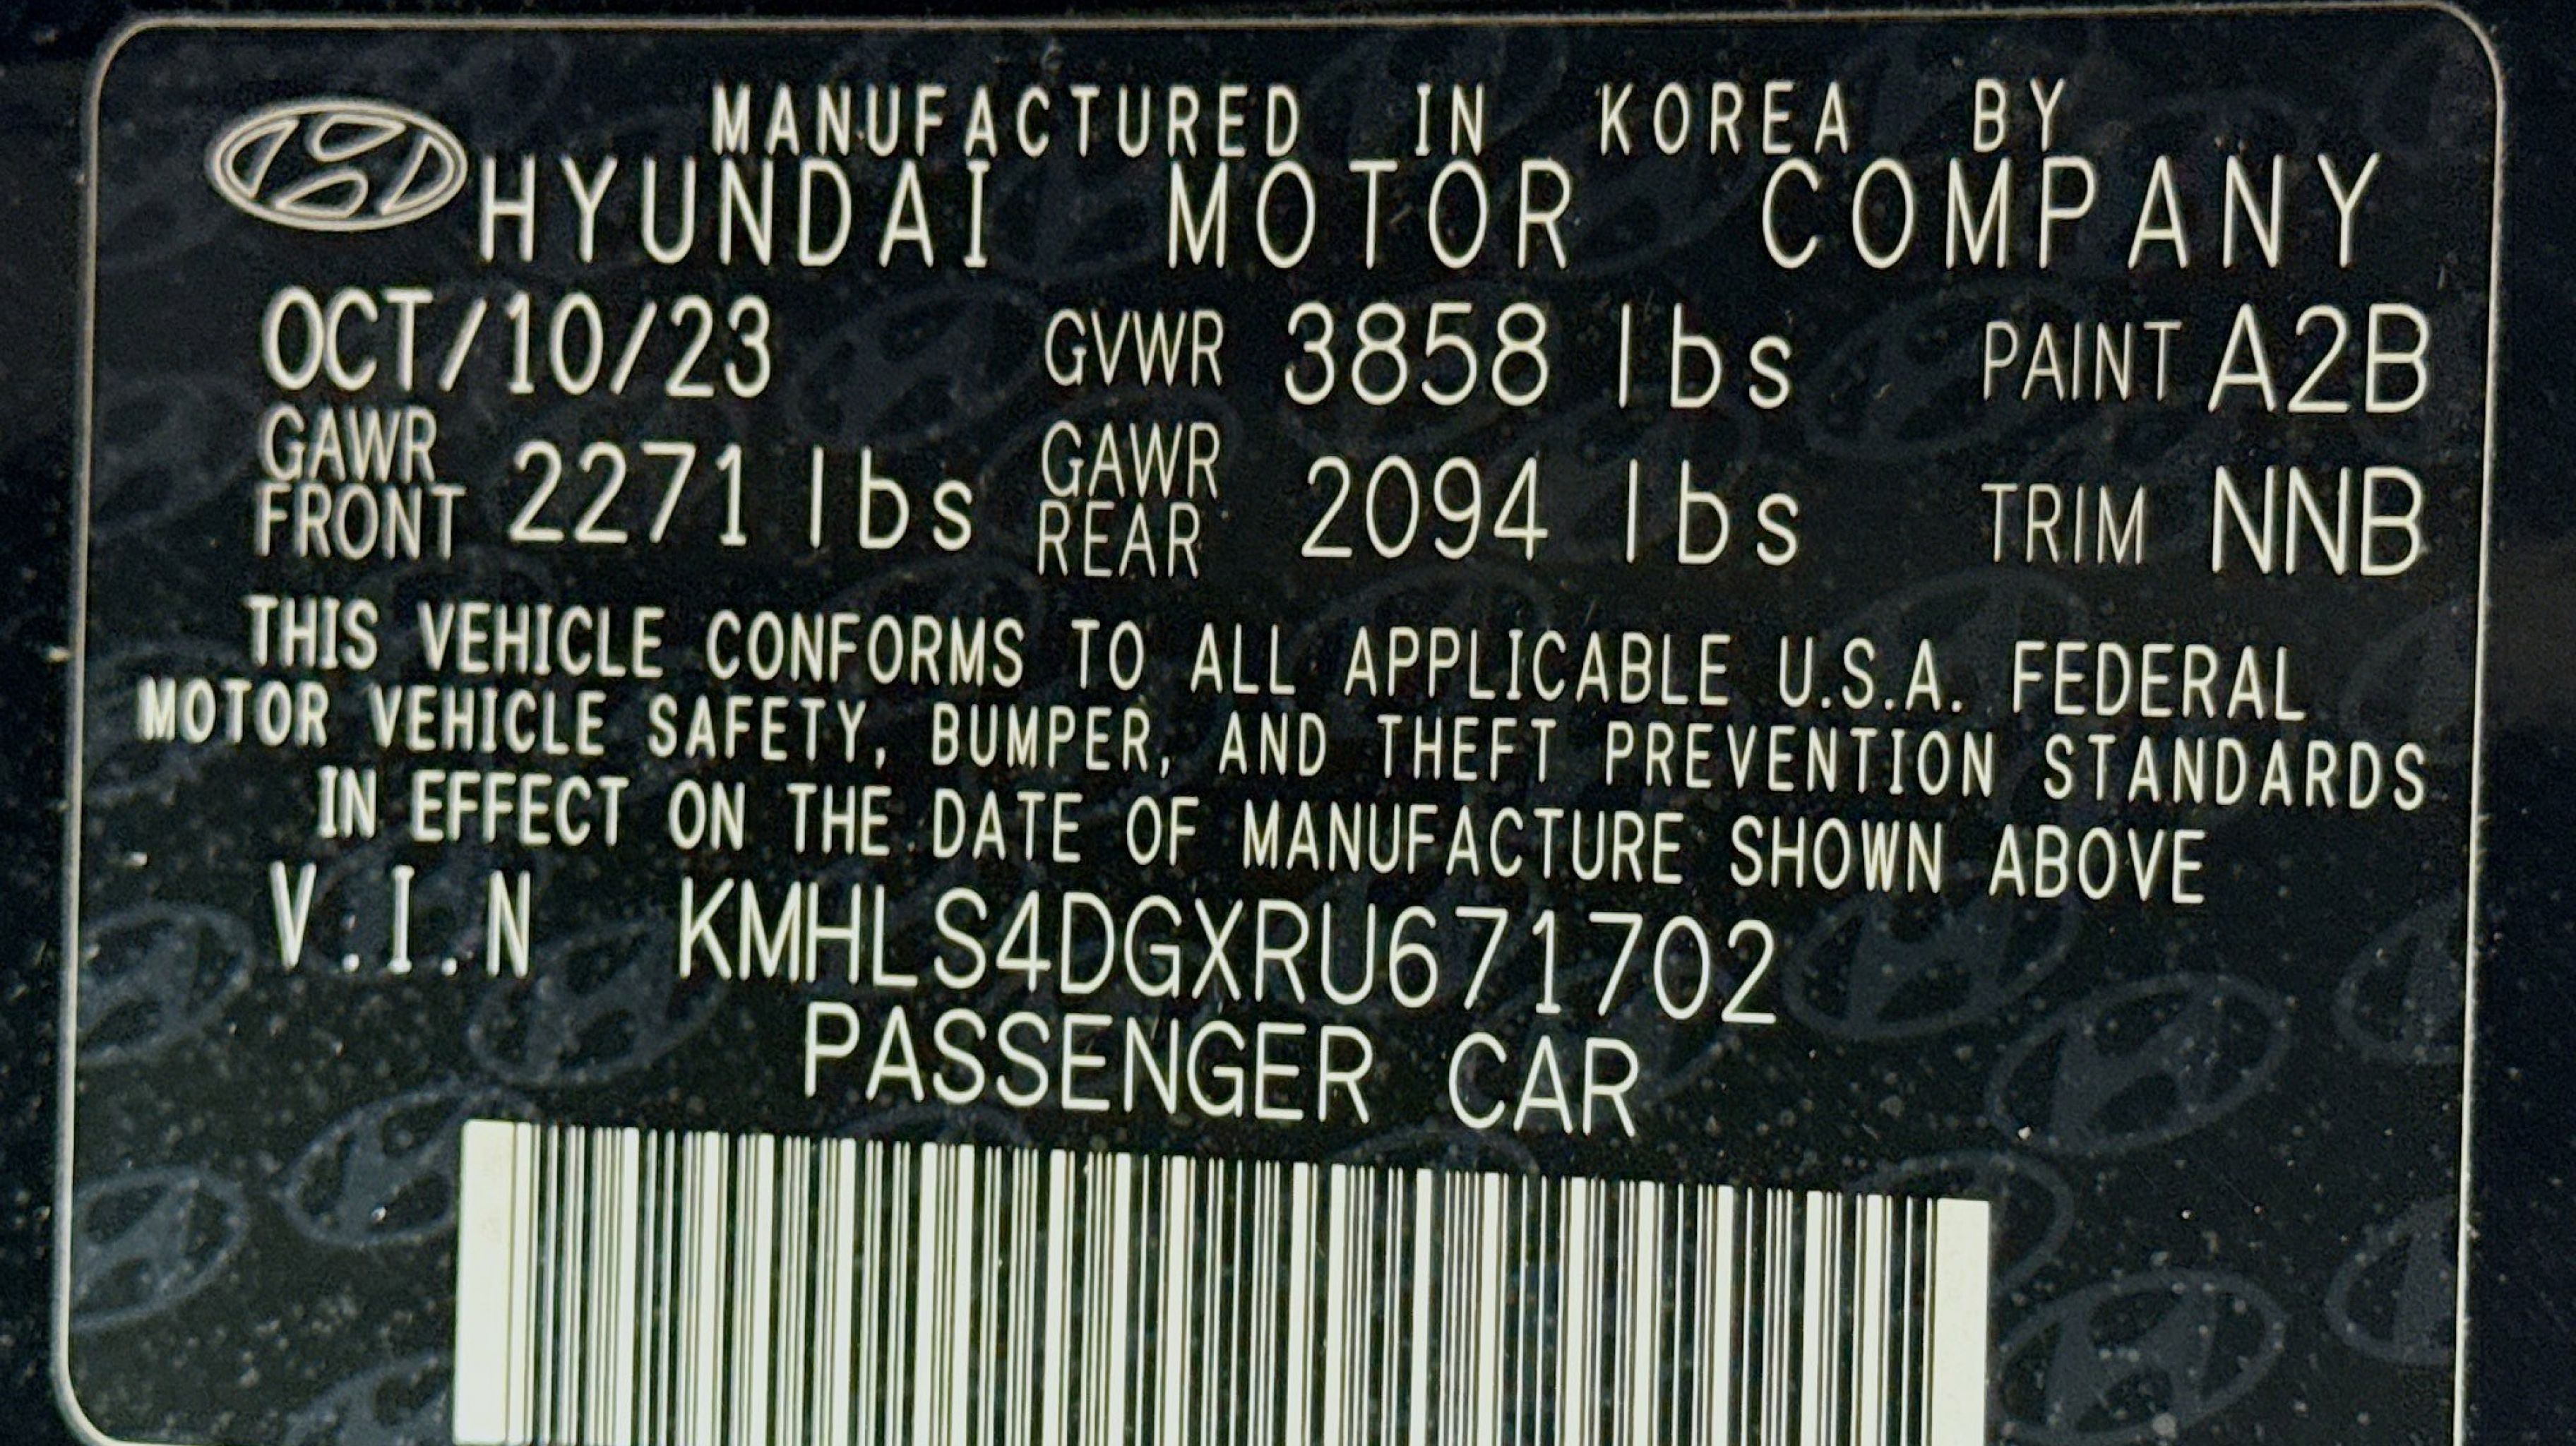 MANUFACTURED IN KOREA BY
HYUNDAI MOTOR COMPANY
OCT/10/23 GVWR 3858 lbs PAINT A2B
GAWR FRONT 2271 lbs GAWR REAR 2094 lbs TRIM NNB
THIS VEHICLE CONFORMS TO ALL APPLICABLE U.S.A. FEDERAL
MOTOR VEHICLE SAFETY, BUMPER, AND THEFT PREVENTION STANDARDS
IN EFFECT ON THE DATE OF MANUFACTURE SHOWN ABOVE
V.I.N KMHLS4DGXRU671702
PASSENGER CAR